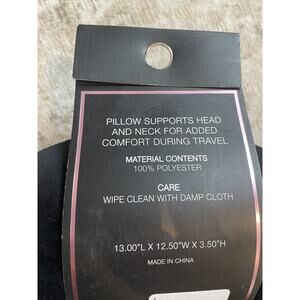 PILLOW SUPPORTS HEAD
AND NECK FOR ADDED
COMFORT DURING TRAVEL
MATERIAL CONTENTS
100% POLYESTER
CARE
WIPE CLEAN WITH DAMP CLOTH
13.00"L X 12.50"W X 3.50"H
MADE IN CHINA